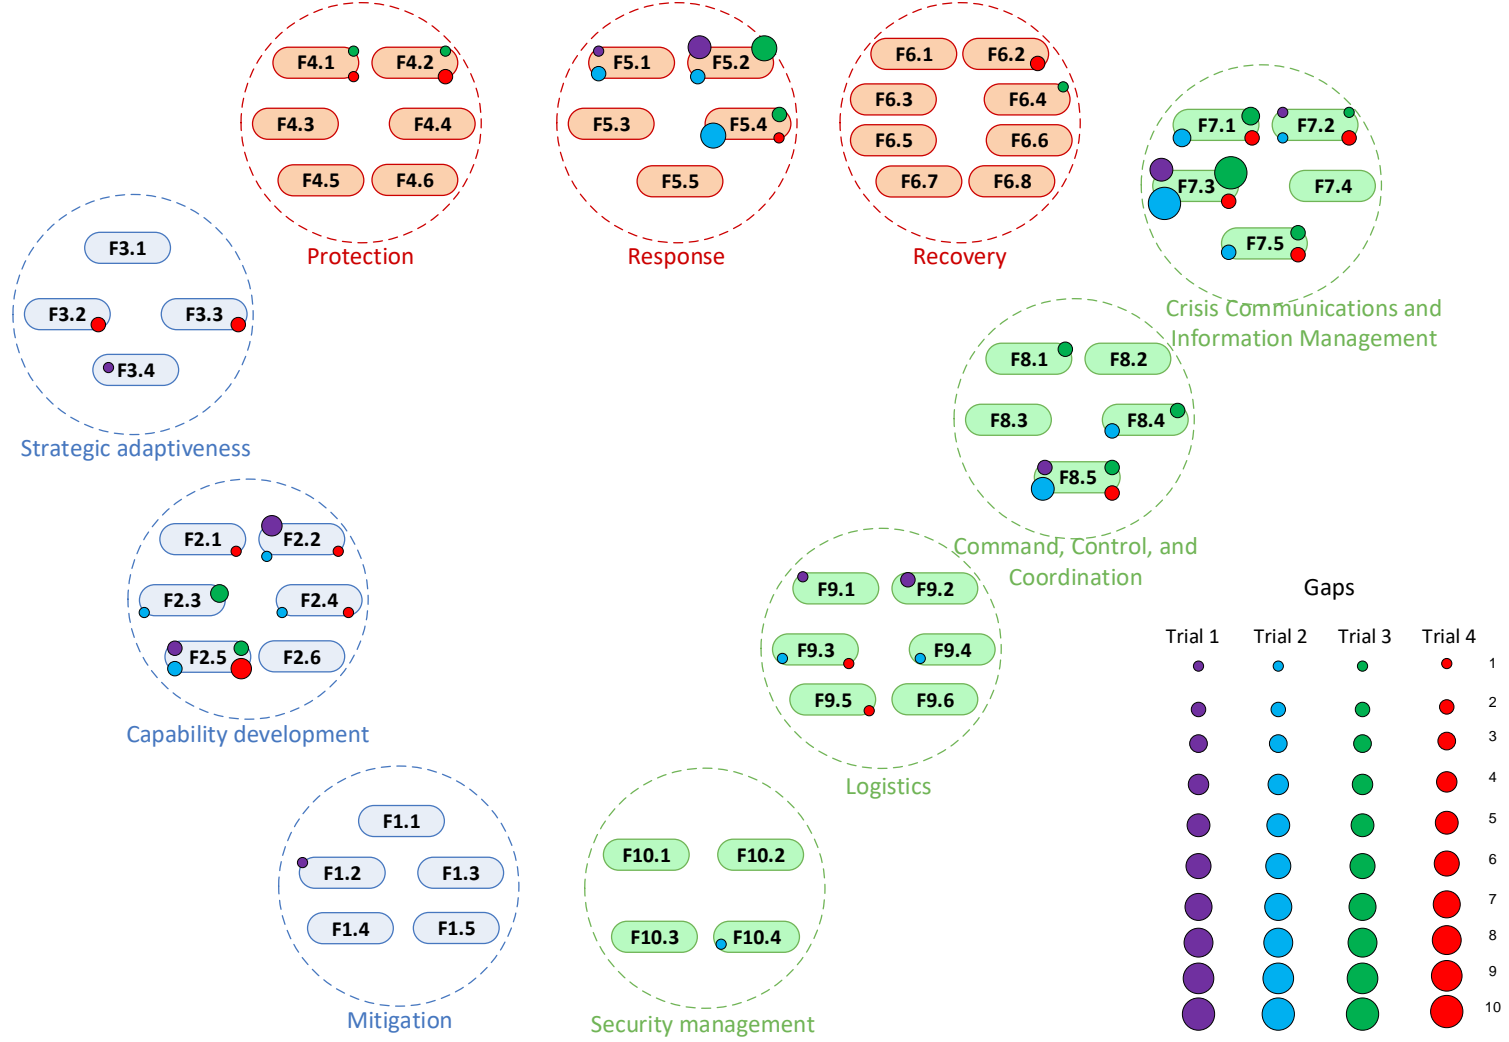 F4.1 F4.2
F4.3 F4.4
F4.5 F4.6
Protection
F5.1 F5.2
F5.3 F5.4
F5.5
Response
F6.1 F6.2
F6.3 F6.4
F6.5 F6.6
F6.7 F6.8
Recovery
F7.1 F7.2
F7.3 F7.4
F7.5
Crisis Communications and
Information Management
F3.1
F3.2 F3.3
F3.4
Strategic adaptiveness
F8.1 F8.2
F8.3 F8.4
F8.5
Command, Control, and
Coordination
F2.1 F2.2
F2.3 F2.4
F2.5 F2.6
Capability development
F9.1 F9.2
F9.3 F9.4
F9.5 F9.6
Logistics
F1.1
F1.2 F1.3
F1.4 F1.5
Mitigation
F10.1 F10.2
F10.3 F10.4
Security management
Gaps
Trial 1 Trial 2 Trial 3 Trial 4
1
2
3
4
5
6
7
8
9
10